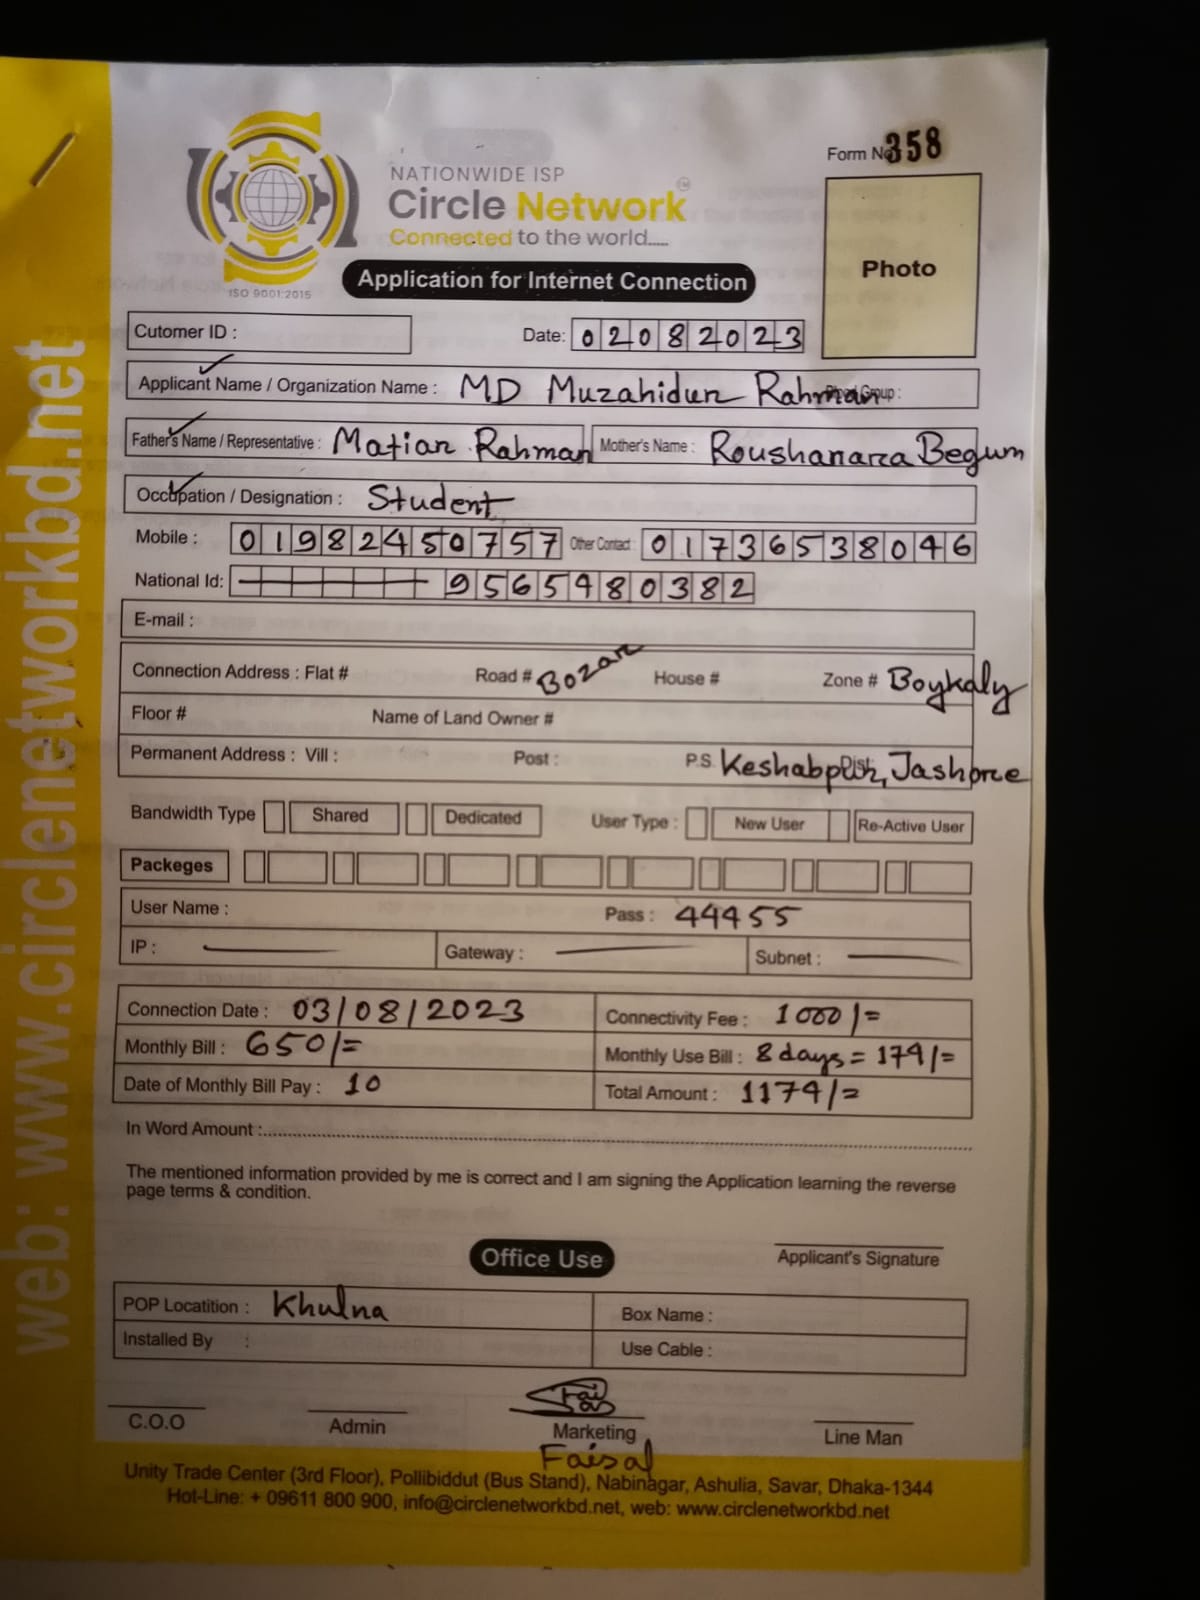 Form No 358
NATIONWIDE ISP
Circle Network
Connected to the world.....
ISO 9001:2015
Application for Internet Connection
Photo
Cutomer ID :
Date: 02082023
Applicant Name / Organization Name : MD Muzahidur Rahman Blood Group :
Father's Name / Representative : Matiar Rahman Mother's Name : Roushanara Begum
Occupation / Designation : Student
Mobile : 01982450757 Other Contact : 01736538046
National Id: 9565980382
E-mail :
Connection Address : Flat # Road # Bozar House # Zone # Boykaly
Floor # Name of Land Owner #
Permanent Address : Vill : Post : P.S. Keshabpur, Dist. Jashore
Bandwidth Type Shared Dedicated User Type : New User Re-Active User
Packeges
User Name : Pass : 44455
IP : Gateway : Subnet :
Connection Date : 03/08/2023 Connectivity Fee : 1000/=
Monthly Bill : 650/= Monthly Use Bill : 8 days = 174/=
Date of Monthly Bill Pay : 10 Total Amount : 1174/=
In Word Amount :
The mentioned information provided by me is correct and I am signing the Application learning the reverse
page terms & condition.
Applicant's Signature
Office Use
POP Locatition : Khulna Box Name :
Installed By : Use Cable :
C.O.O Admin Marketing Line Man
Faisal
Unity Trade Center (3rd Floor), Pollibiddut (Bus Stand), Nabinagar, Ashulia, Savar, Dhaka-1344
Hot-Line: + 09611 800 900, info@circlenetworkbd.net, web: www.circlenetworkbd.net
web: www.circlenetworkbd.net